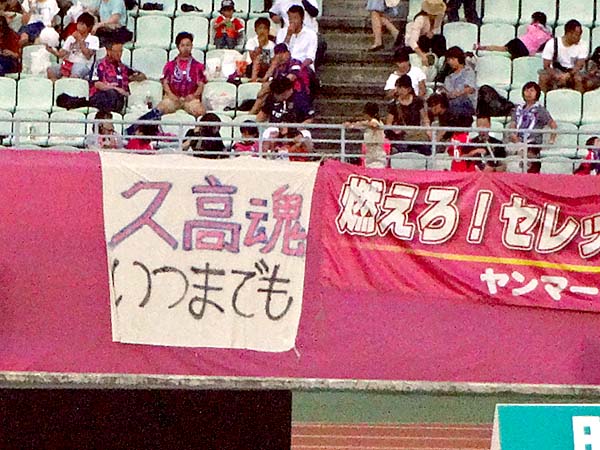 久高魂
いつまでも
燃えろ！セレッ
ヤンマー